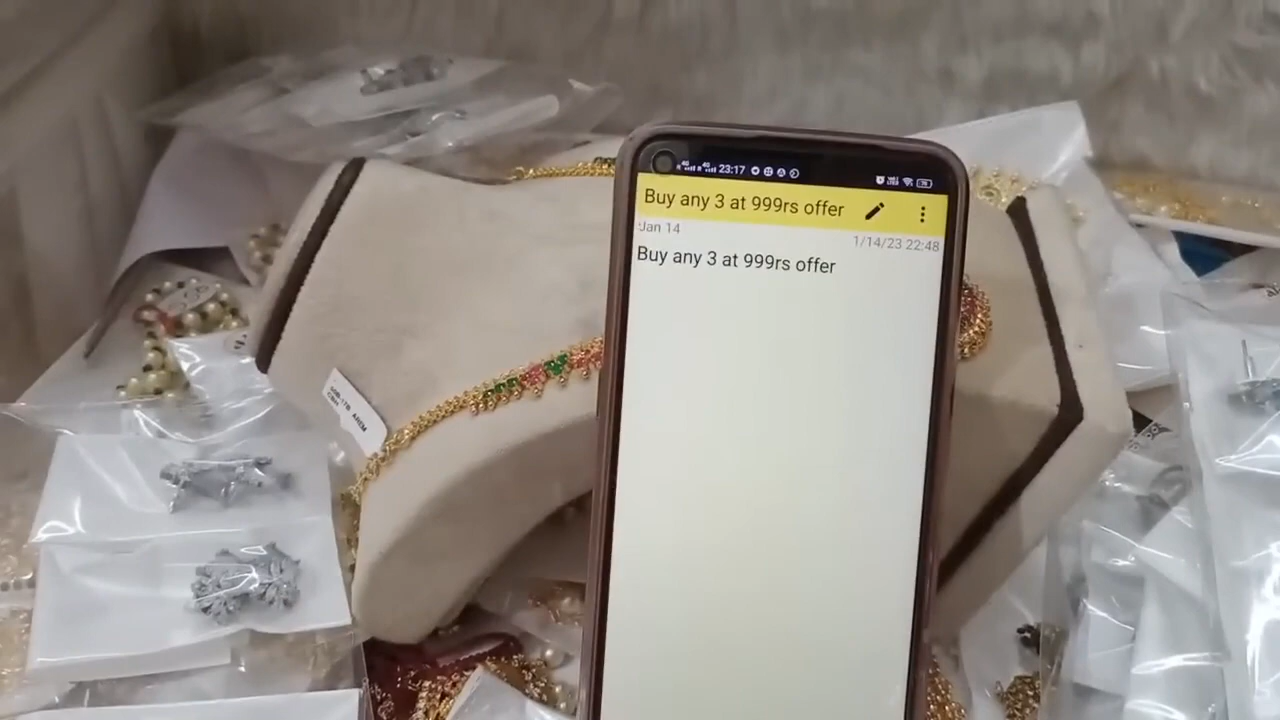 23:17
Buy any 3 at 999rs offer
Jan 14
1/14/23 22:48
Buy any 3 at 999rs offer